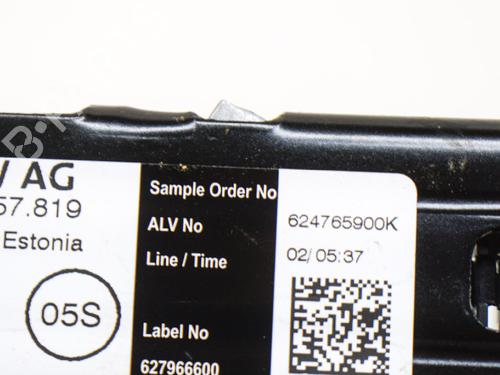 AG
57.819
Estonia
05S
Sample Order No
ALV No 624765900K
Line / Time 02/ 05:37
Label No
627966600